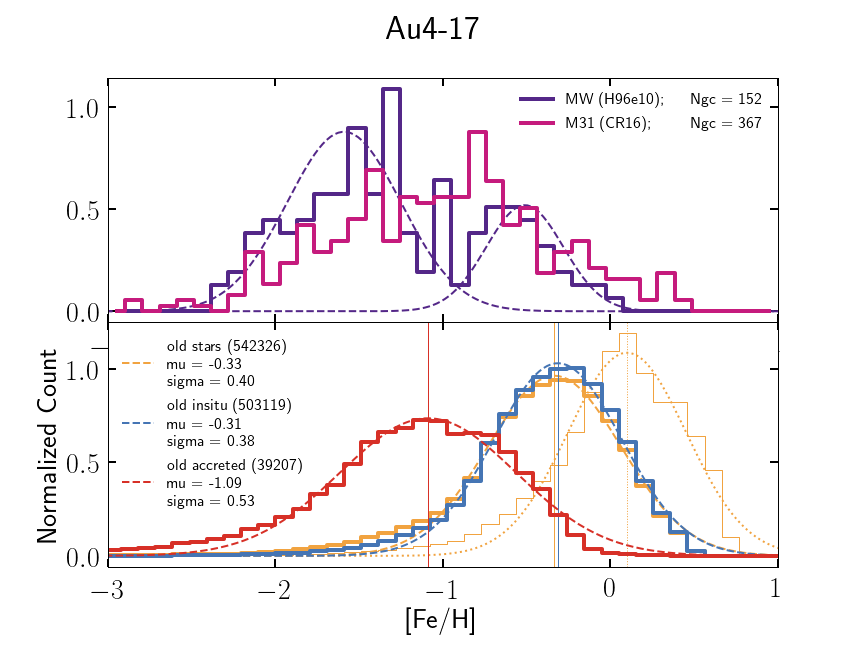 Au4-17
MW (H96e10); Ngc = 152
M31 (CR16); Ngc = 367
1.0
0.5
0.0
old stars (542326)
mu = -0.33
sigma = 0.40
old insitu (503119)
mu = -0.31
sigma = 0.38
old accreted (39207)
mu = -1.09
sigma = 0.53
1.0
0.5
0.0
Normalized Count
−3 −2 −1 0 1
[Fe/H]